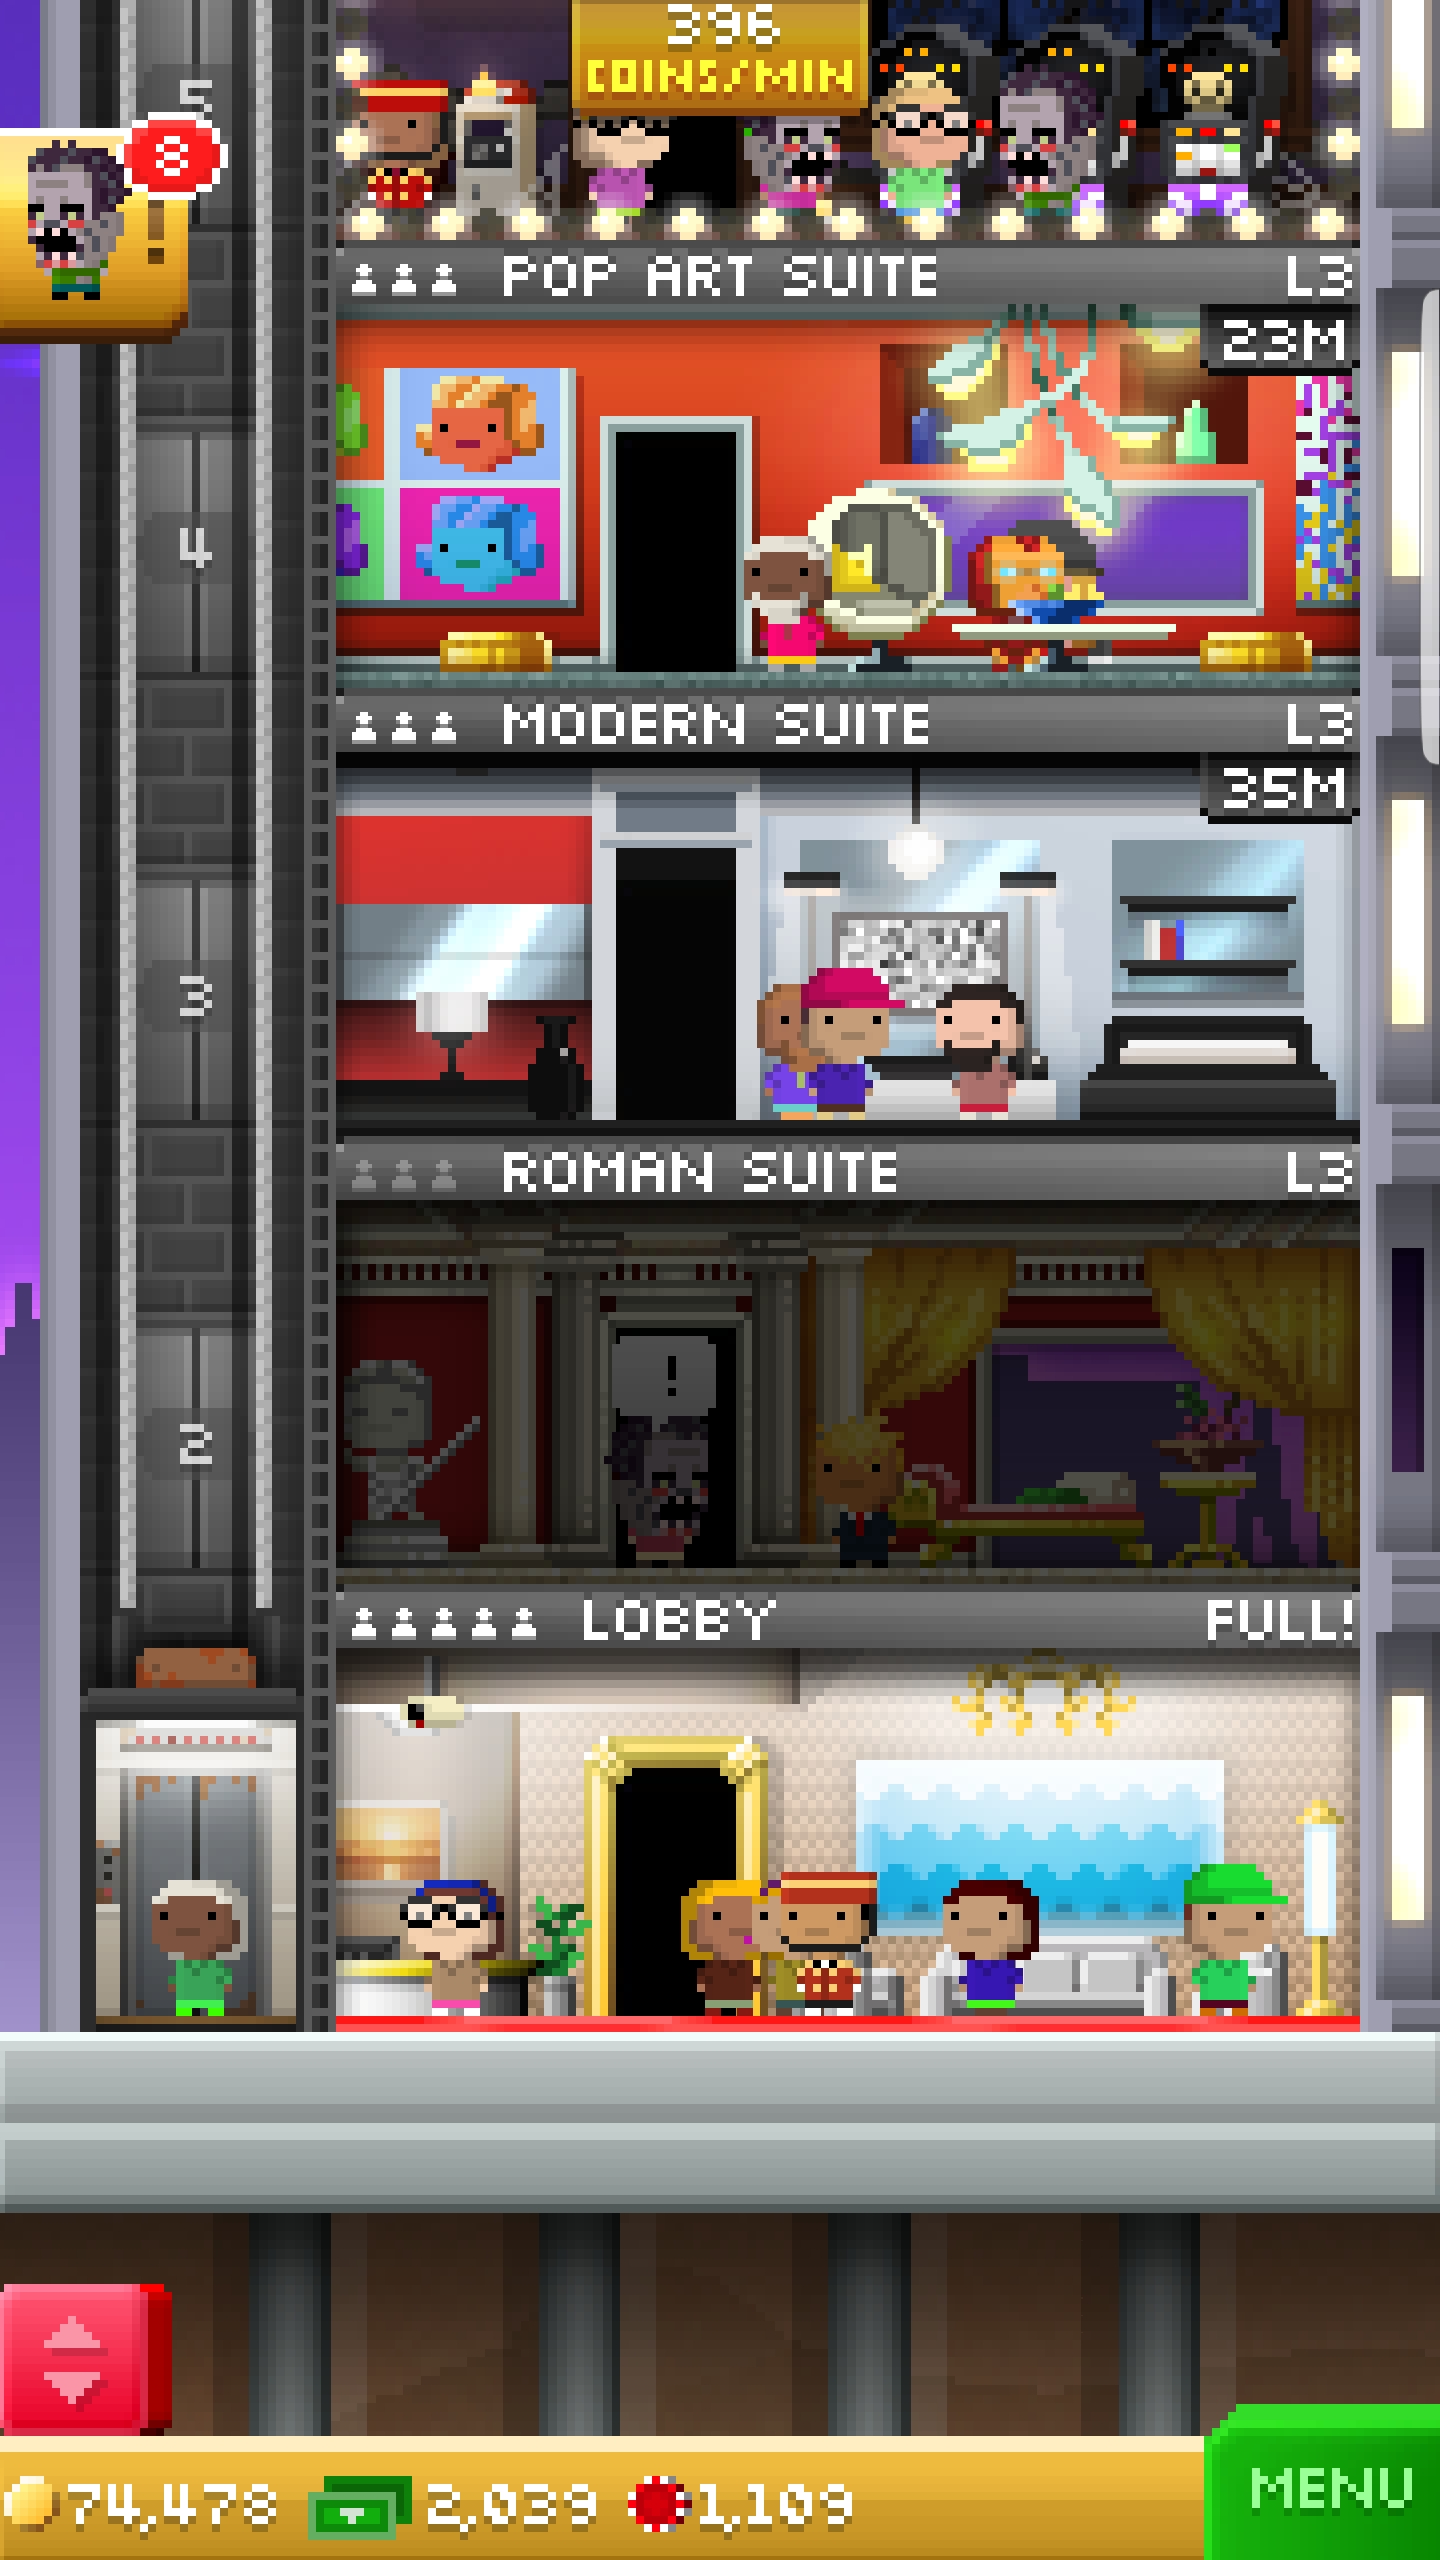 396
COINS/MIN
5
8
!
POP ART SUITE L3
23M
4
MODERN SUITE L3
35M
3
ROMAN SUITE L3
!
2
LOBBY FULL!
74,478 2,039 1,109
MENU